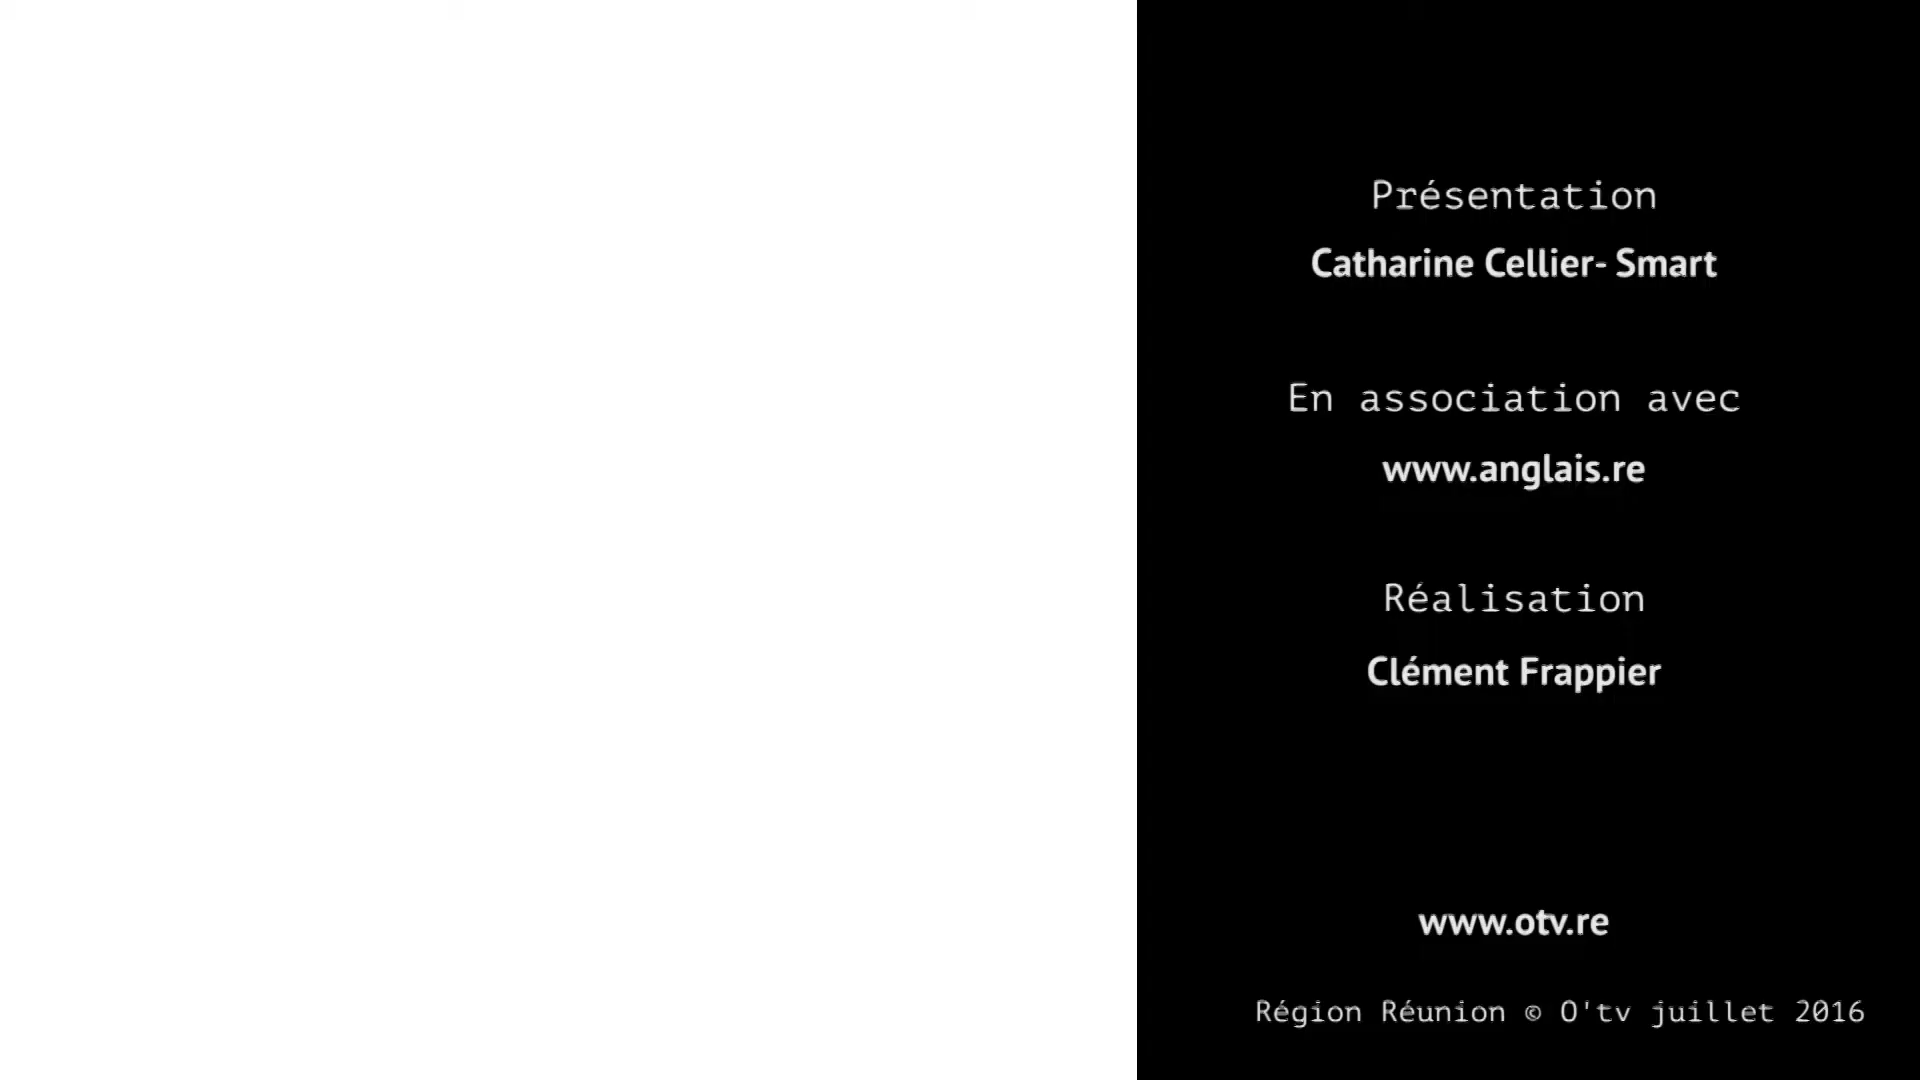 Présentation
Catharine Cellier- Smart
En association avec
www.anglais.re
Réalisation
Clément Frappier
www.otv.re
Région Réunion © O'tv juillet 2016